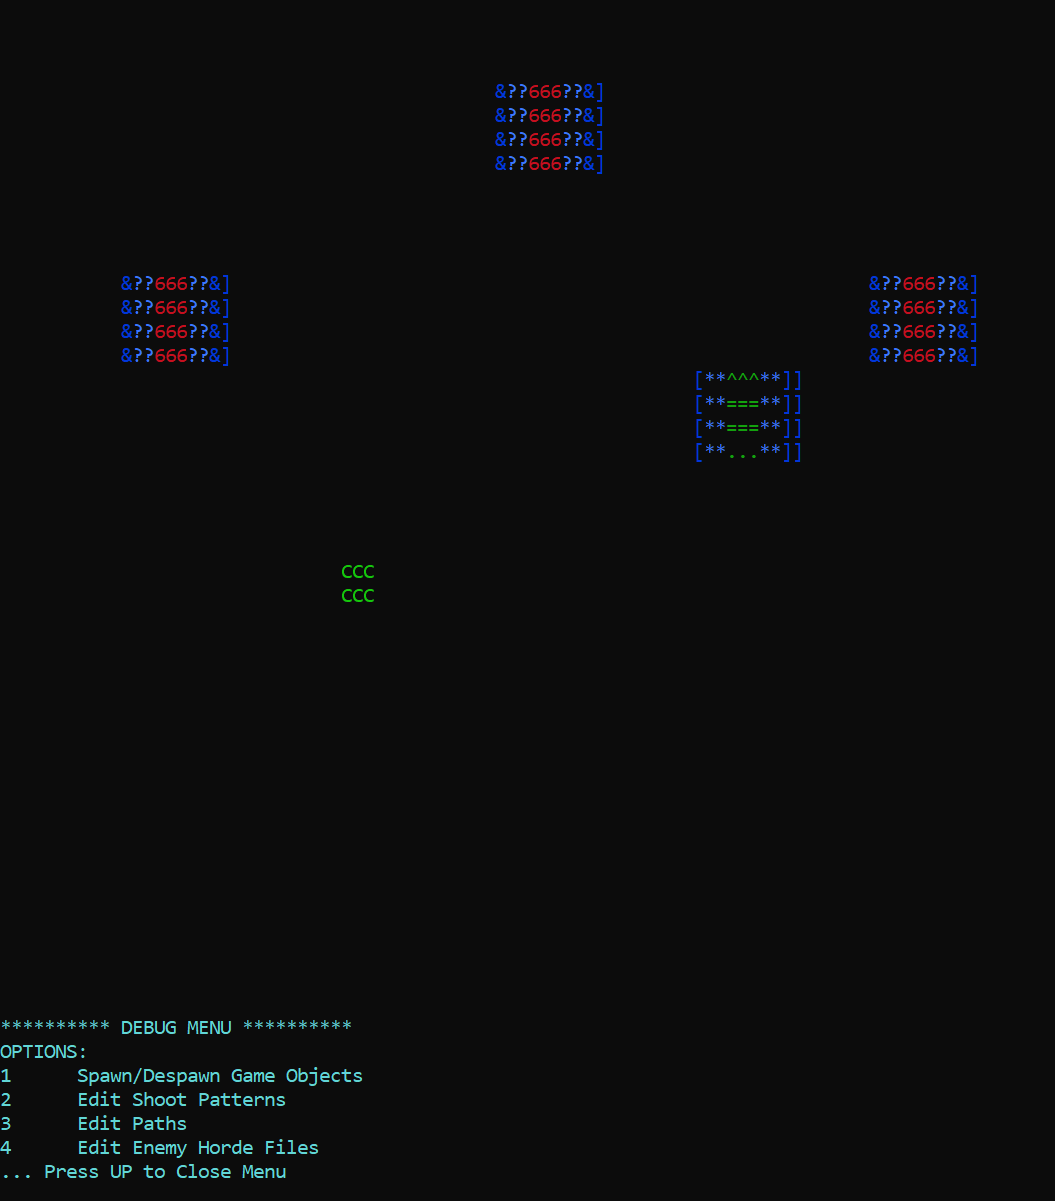 &??666??&]
&??666??&]
&??666??&]
&??666??&]
&??666??&] &??666??&]
&??666??&] &??666??&]
&??666??&] &??666??&]
&??666??&] &??666??&]
[**^^^**]]
[**===**]]
[**===**]]
[**...**]]
CCC
CCC
********** DEBUG MENU **********
OPTIONS:
1 Spawn/Despawn Game Objects
2 Edit Shoot Patterns
3 Edit Paths
4 Edit Enemy Horde Files
... Press UP to Close Menu